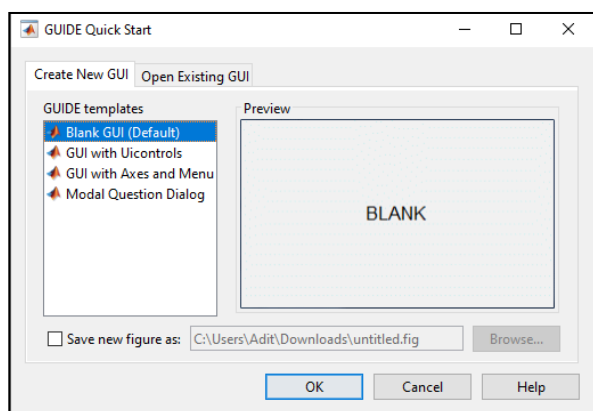 GUIDE Quick Start
Create New GUI Open Existing GUI
GUIDE templates
Blank GUI (Default)
GUI with Uicontrols
GUI with Axes and Menu
Modal Question Dialog
Preview
BLANK
Save new figure as: C:\Users\Adit\Downloads\untitled.fig Browse...
OK Cancel Help